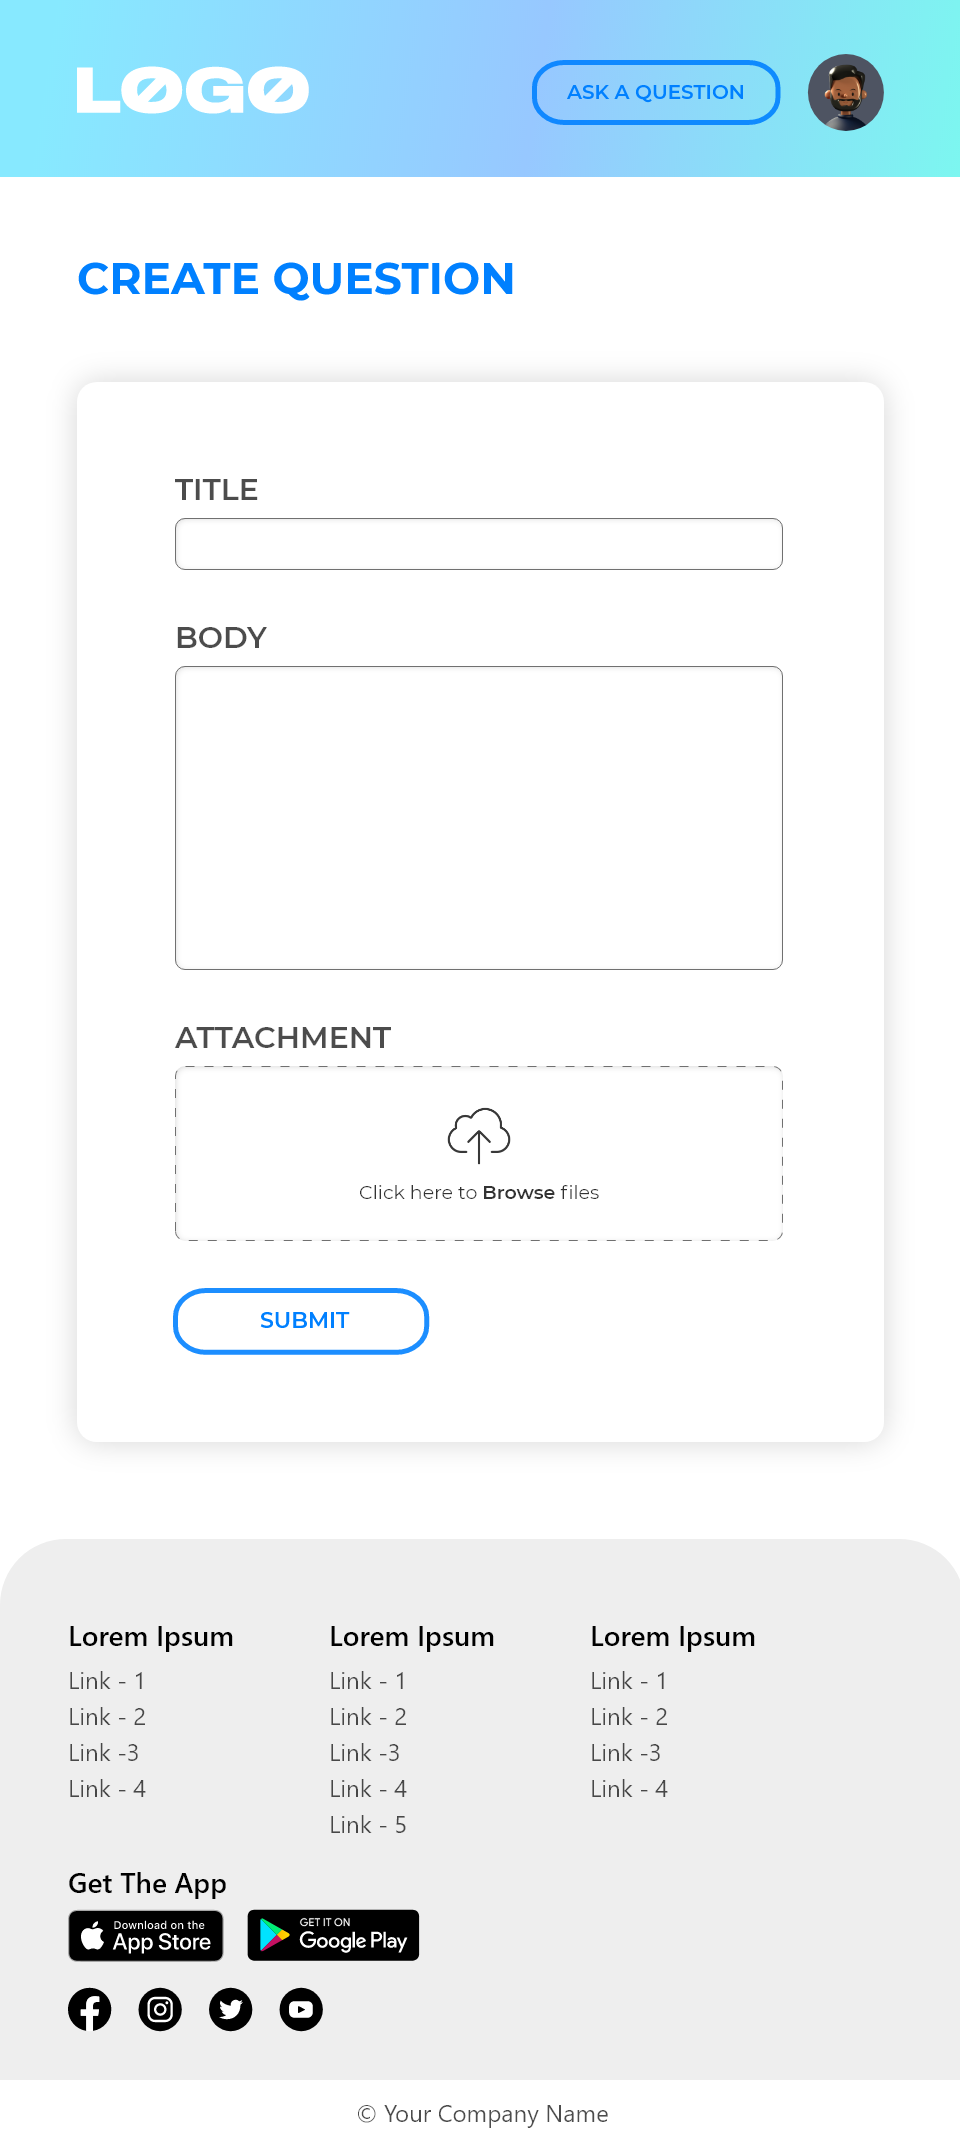 LOGO
ASK A QUESTION
CREATE QUESTION
TITLE
BODY
ATTACHMENT
Click here to Browse files
SUBMIT
Lorem Ipsum
Link - 1
Link - 2
Link -3
Link - 4
Lorem Ipsum
Link - 1
Link - 2
Link -3
Link - 4
Link - 5
Lorem Ipsum
Link - 1
Link - 2
Link -3
Link - 4
Get The App
Download on the
App Store
GET IT ON
Google Play
© Your Company Name